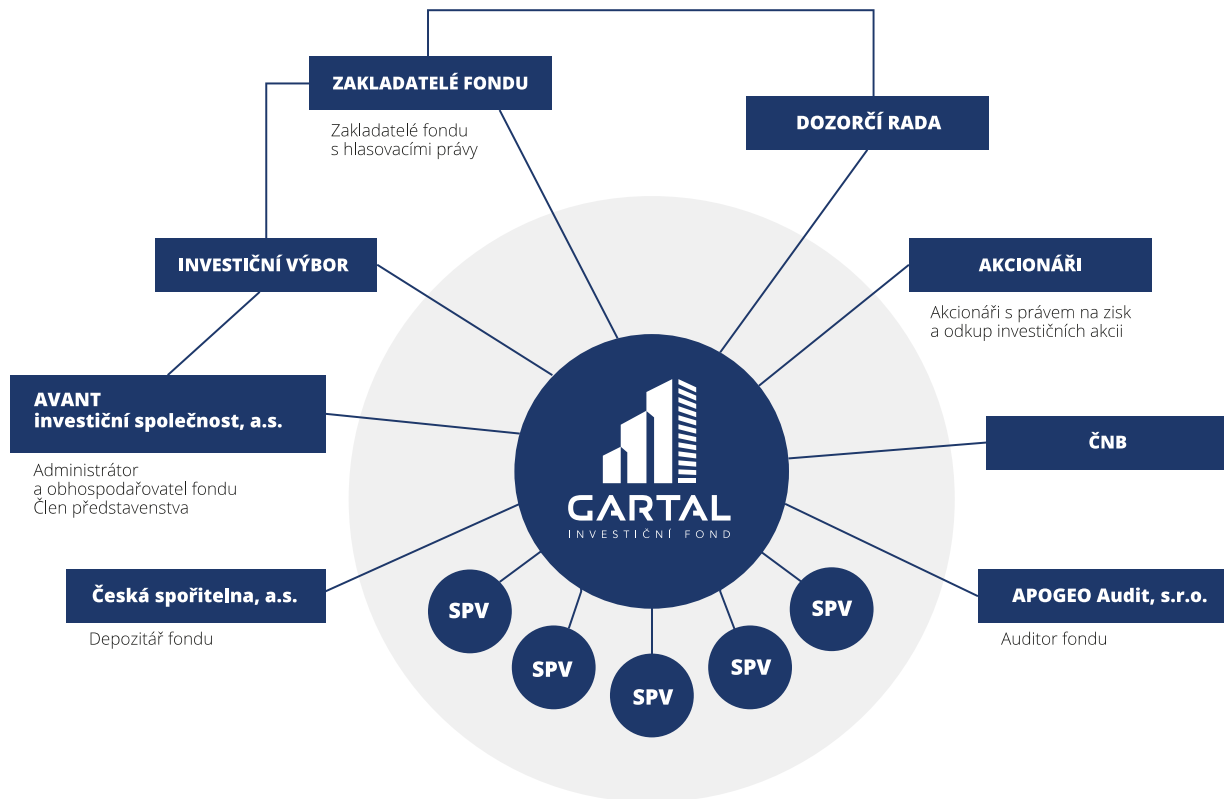 ZAKLADATELÉ FONDU
Zakladatelé fondu
s hlasovacími právy
DOZORČÍ RADA
INVESTIČNÍ VÝBOR
AKCIONÁŘI
Akcionáři s právem na zisk
a odkup investičních akcii
AVANT
investiční společnost, a.s.
Administrátor
a obhospodařovatel fondu
Člen představenstva
ČNB
GARTAL
INVESTIČNÍ FOND
Česká spořitelna, a.s.
Depozitář fondu
APOGEO Audit, s.r.o.
Auditor fondu
SPV
SPV
SPV
SPV
SPV